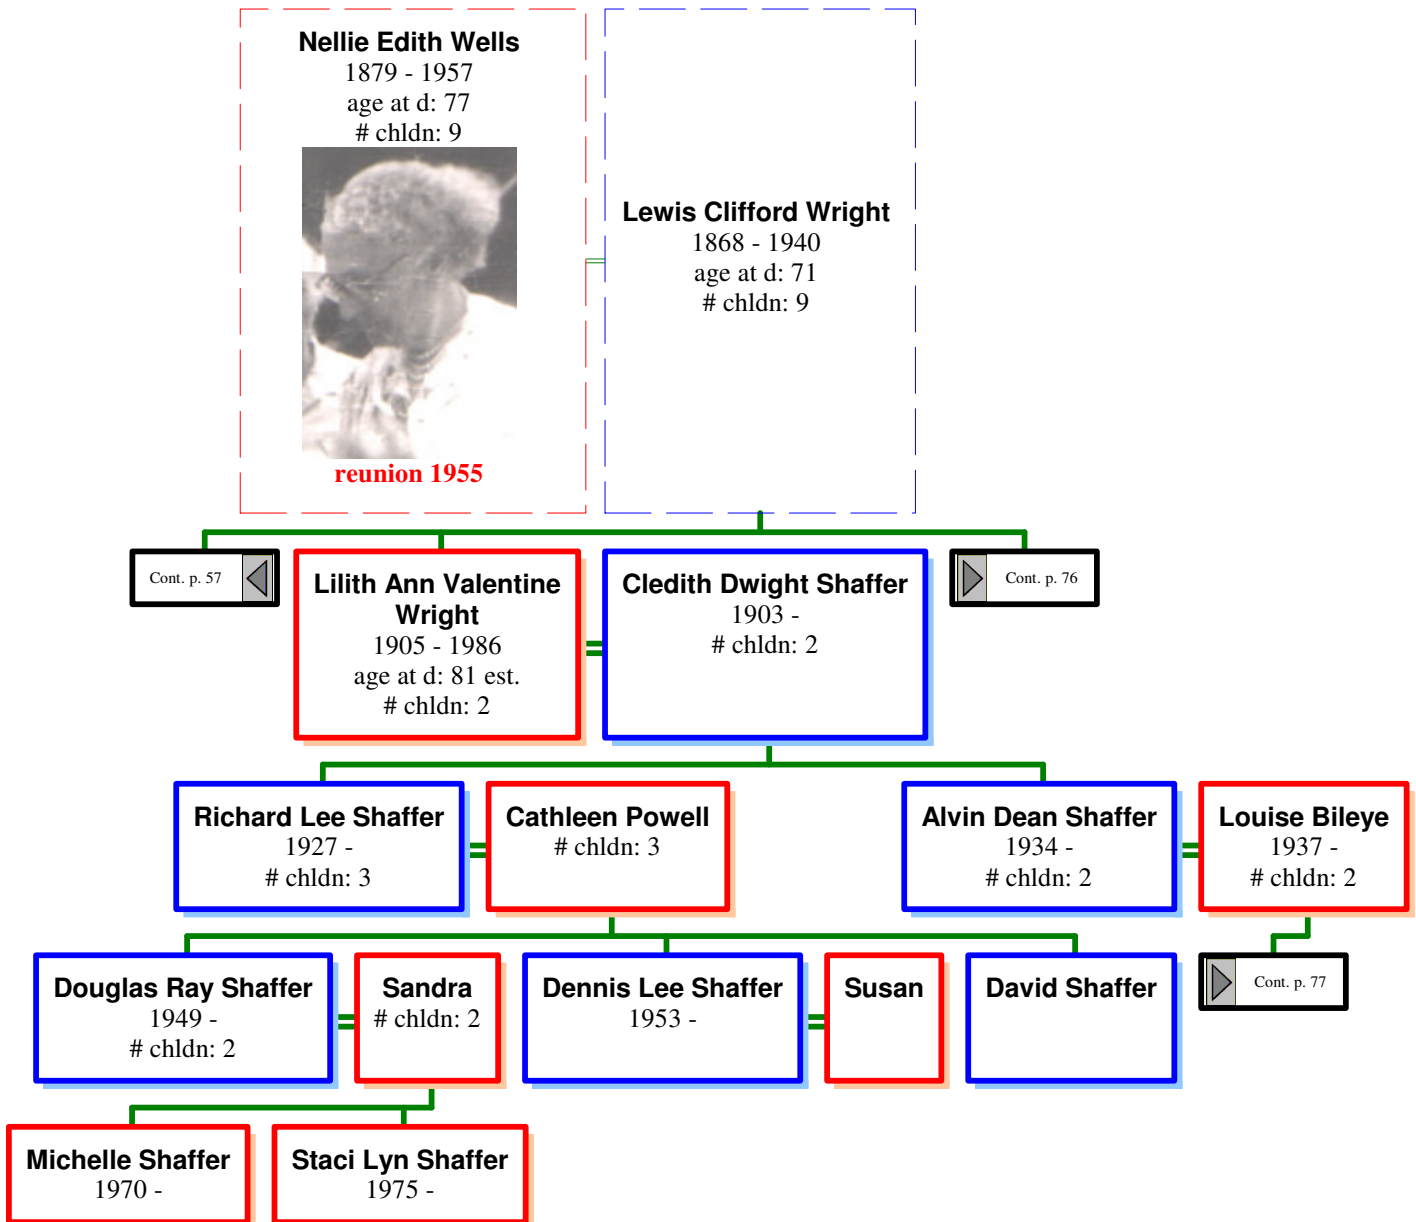 Nellie Edith Wells
1879 - 1957
age at d: 77
# chldn: 9
reunion 1955
Lewis Clifford Wright
1868 - 1940
age at d: 71
# chldn: 9
Cont. p. 57
Lilith Ann Valentine
Wright
1905 - 1986
age at d: 81 est.
# chldn: 2
Cledith Dwight Shaffer
1903 -
# chldn: 2
Cont. p. 76
Richard Lee Shaffer
1927 -
# chldn: 3
Cathleen Powell
# chldn: 3
Alvin Dean Shaffer
1934 -
# chldn: 2
Louise Bileye
1937 -
# chldn: 2
Douglas Ray Shaffer
1949 -
# chldn: 2
Sandra
# chldn: 2
Dennis Lee Shaffer
1953 -
Susan
David Shaffer
Cont. p. 77
Michelle Shaffer
1970 -
Staci Lyn Shaffer
1975 -